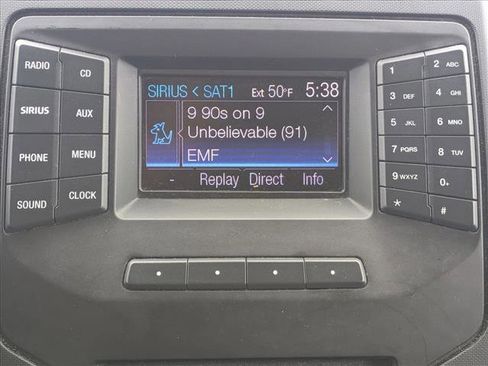 RADIO
CD
SIRIUS
AUX
PHONE
MENU
SOUND
CLOCK
SIRIUS < SAT1 Ext 50°F 5:38
9 90s on 9
Unbelievable (91)
EMF
- Replay Direct Info
1
2 ABC
3 DEF
4 GHI
5 JKL
6 MNO
7 PQRS
8 TUV
9 WXYZ
0+
*
#